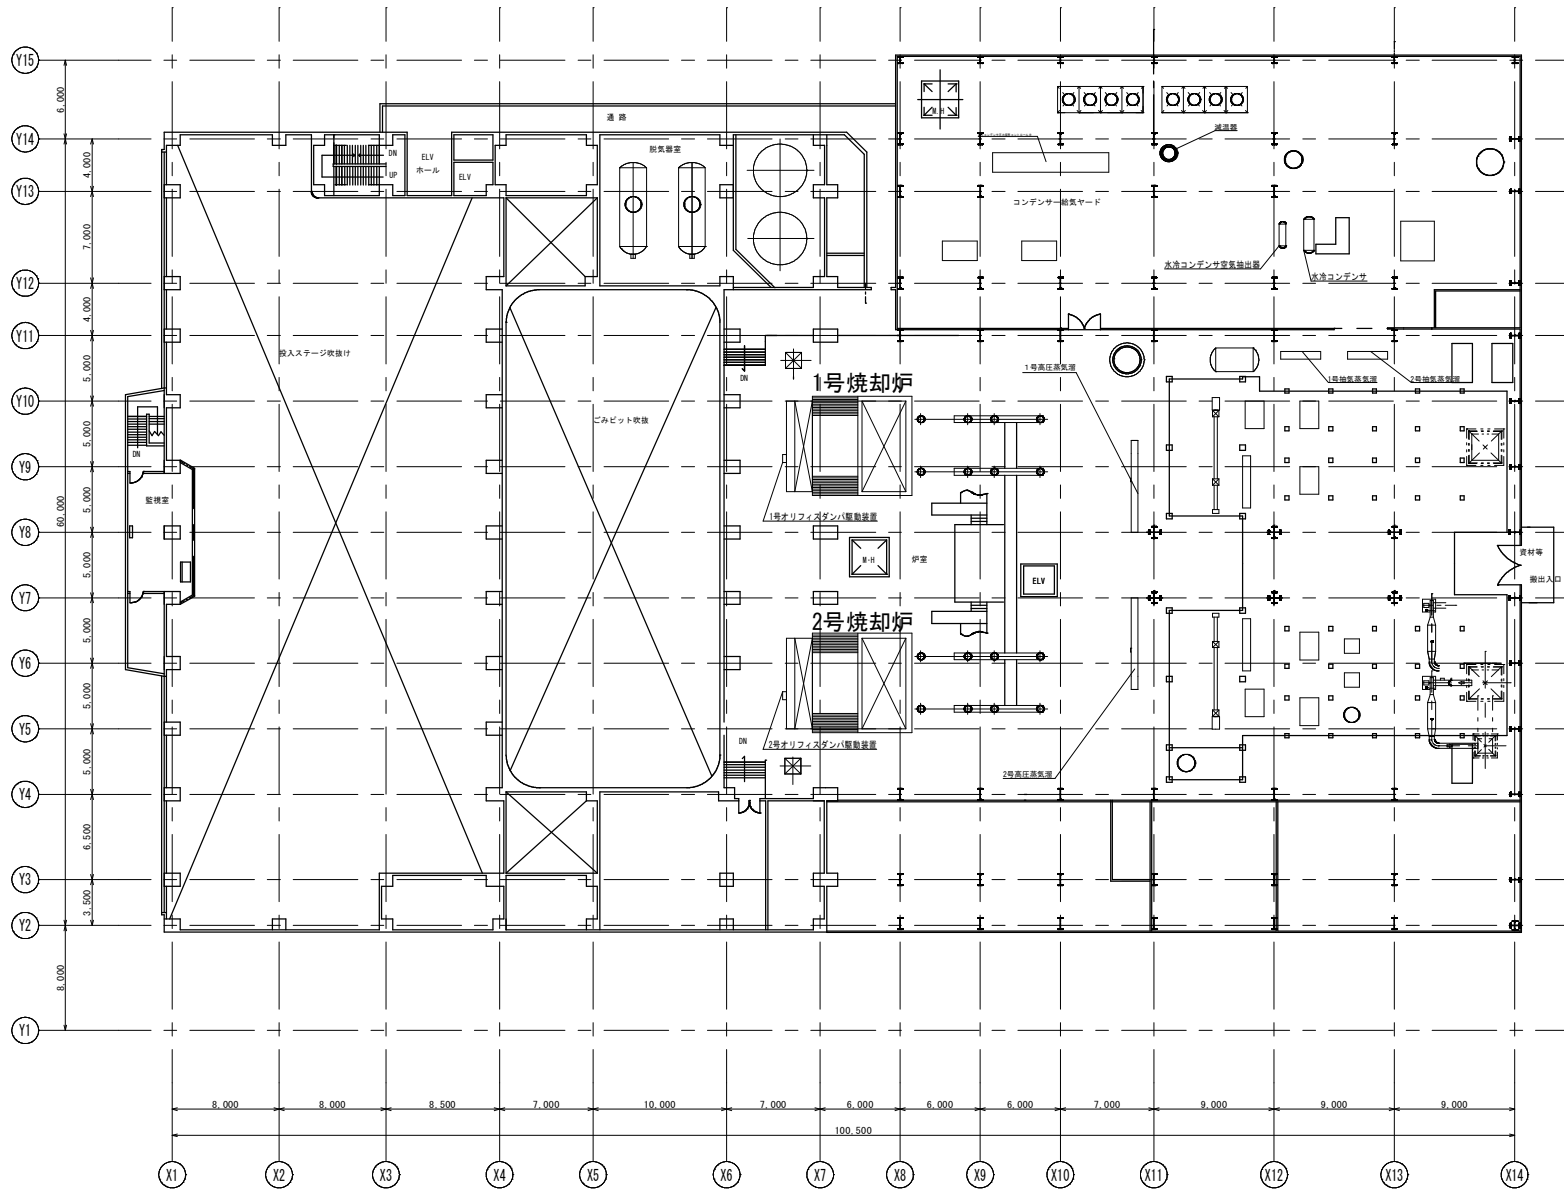 Y15
6,000
通 路
M.H
減温器
Y14
4,000
DN
UP
ELV
ホール
ELV
脱気器室
Y13
7,000
コンデンサー給気ヤード
水冷コンデンサ空気抽出器
水冷コンデンサ
Y12
4,000
Y11
投入ステージ吹抜け
5,000
DN
1号焼却炉
1号高圧蒸気溜
1号抽気蒸気溜
2号抽気蒸気溜
Y10
ごみピット吹抜
5,000
DN
Y9
監視室
60,000
5,000
1号オリフィスダンパ駆動装置
Y8
5,000
M-H
炉室
ELV
資材等
搬出入口
Y7
5,000
2号焼却炉
Y6
5,000
Y5
DN
2号オリフィスダンパ駆動装置
5,000
2号高圧蒸気溜
Y4
6,500
Y3
3,500
Y2
8,000
Y1
8,000
8,000
8,500
7,000
10,000
7,000
6,000
6,000
6,000
7,000
9,000
9,000
9,000
100,500
X1
X2
X3
X4
X5
X6
X7
X8
X9
X10
X11
X12
X13
X14